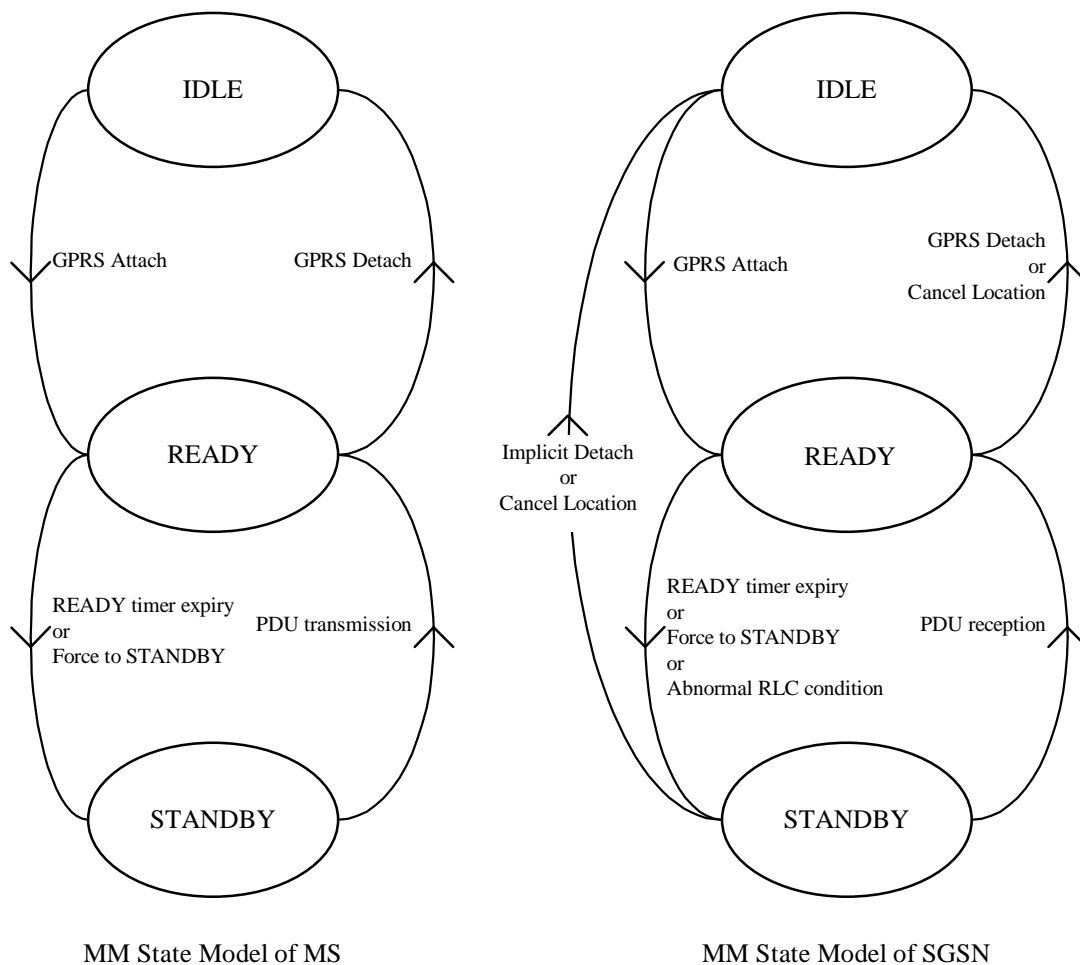 IDLE
GPRS Attach
GPRS Detach
READY
READY timer expiry
or
Force to STANDBY
PDU transmission
STANDBY
MM State Model of MS
IDLE
GPRS Attach
GPRS Detach
or
Cancel Location
Implicit Detach
or
Cancel Location
READY
READY timer expiry
or
Force to STANDBY
or
Abnormal RLC condition
PDU reception
STANDBY
MM State Model of SGSN